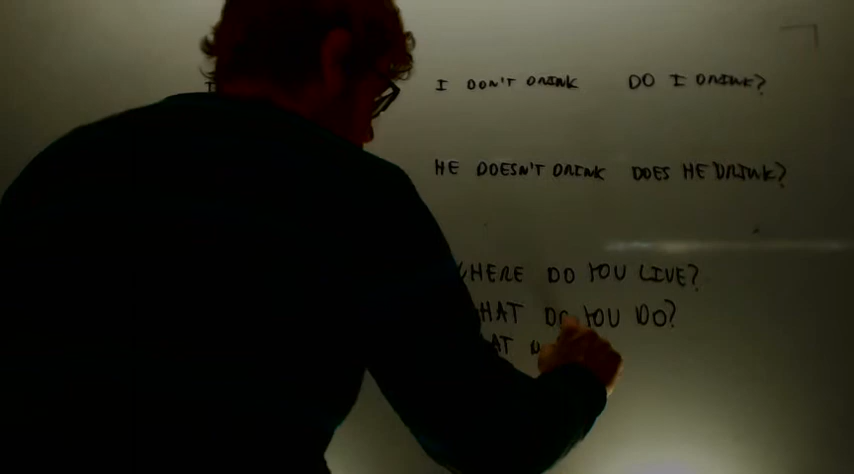 I DON'T DRINK DO I DRINK?
HE DOESN'T DRINK DOES HE DRINK?
WHERE DO YOU LIVE?
WHAT DO YOU DO?